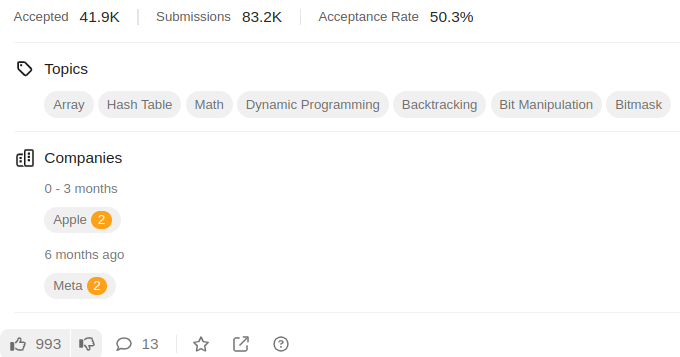 Accepted 41.9K Submissions 83.2K Acceptance Rate 50.3%
Topics
Array Hash Table Math Dynamic Programming Backtracking Bit Manipulation Bitmask
Companies
0 - 3 months
Apple 2
6 months ago
Meta 2
993 13